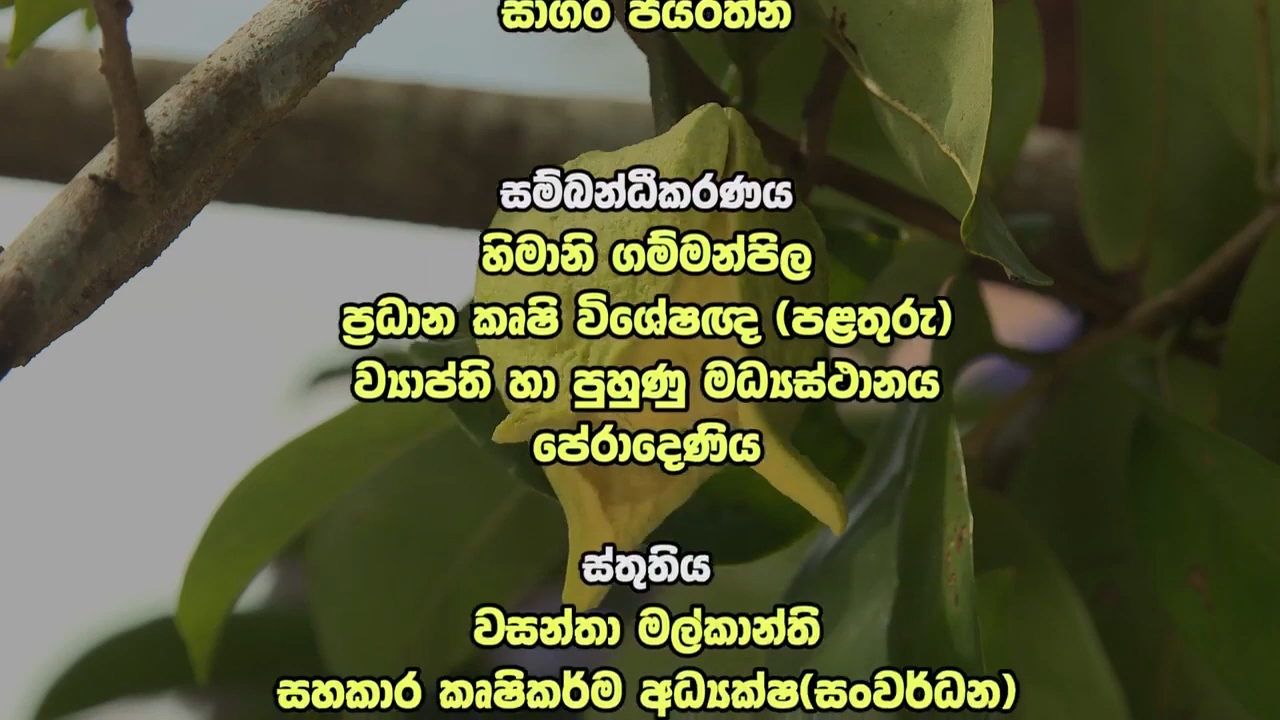 සාගර පියරත්න
සම්බන්ධීකරණය
හිමානි ගම්මන්පිල
ප්‍රධාන කෘෂි විශේෂඥ (පළතුරු)
ව්‍යාප්ති හා පුහුණු මධ්‍යස්ථානය
පේරාදෙණිය
ස්තුතිය
වසන්තා මල්කාන්ති
සහකාර කෘෂිකර්ම අධ්‍යක්ෂ(සංවර්ධන)